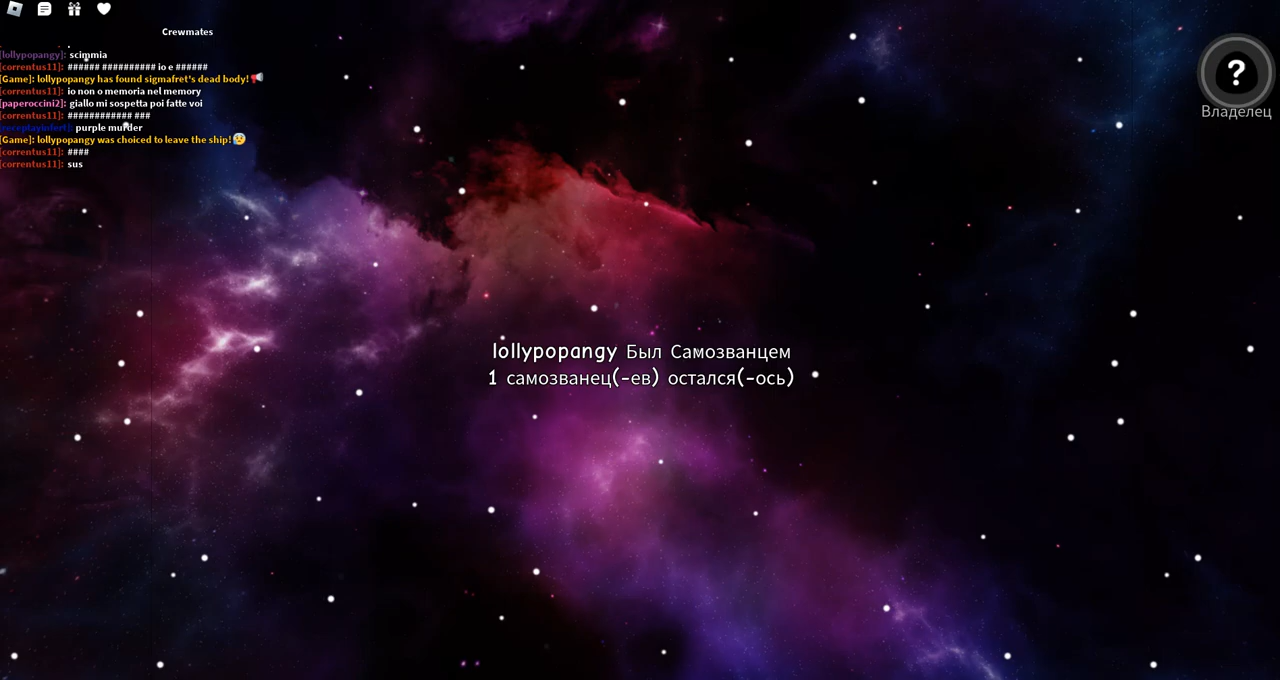 Crewmates
[lollypopangy]: scimmia
[correntus11]: ###### ########## io e ######
[Game]: lollypopangy has found sigmafret's dead body!
[correntus11]: io non o memoria nel memory
[paperoccini2]: giallo mi sospetta poi fatte voi
[correntus11]: ############ ###
purple murder
[Game]: lollypopangy was choiced to leave the ship!
[correntus11]: ####
[correntus11]: sus
?
Владелец
lollypopangy Был Самозванцем
1 самозванец(-ев) остался(-ось)